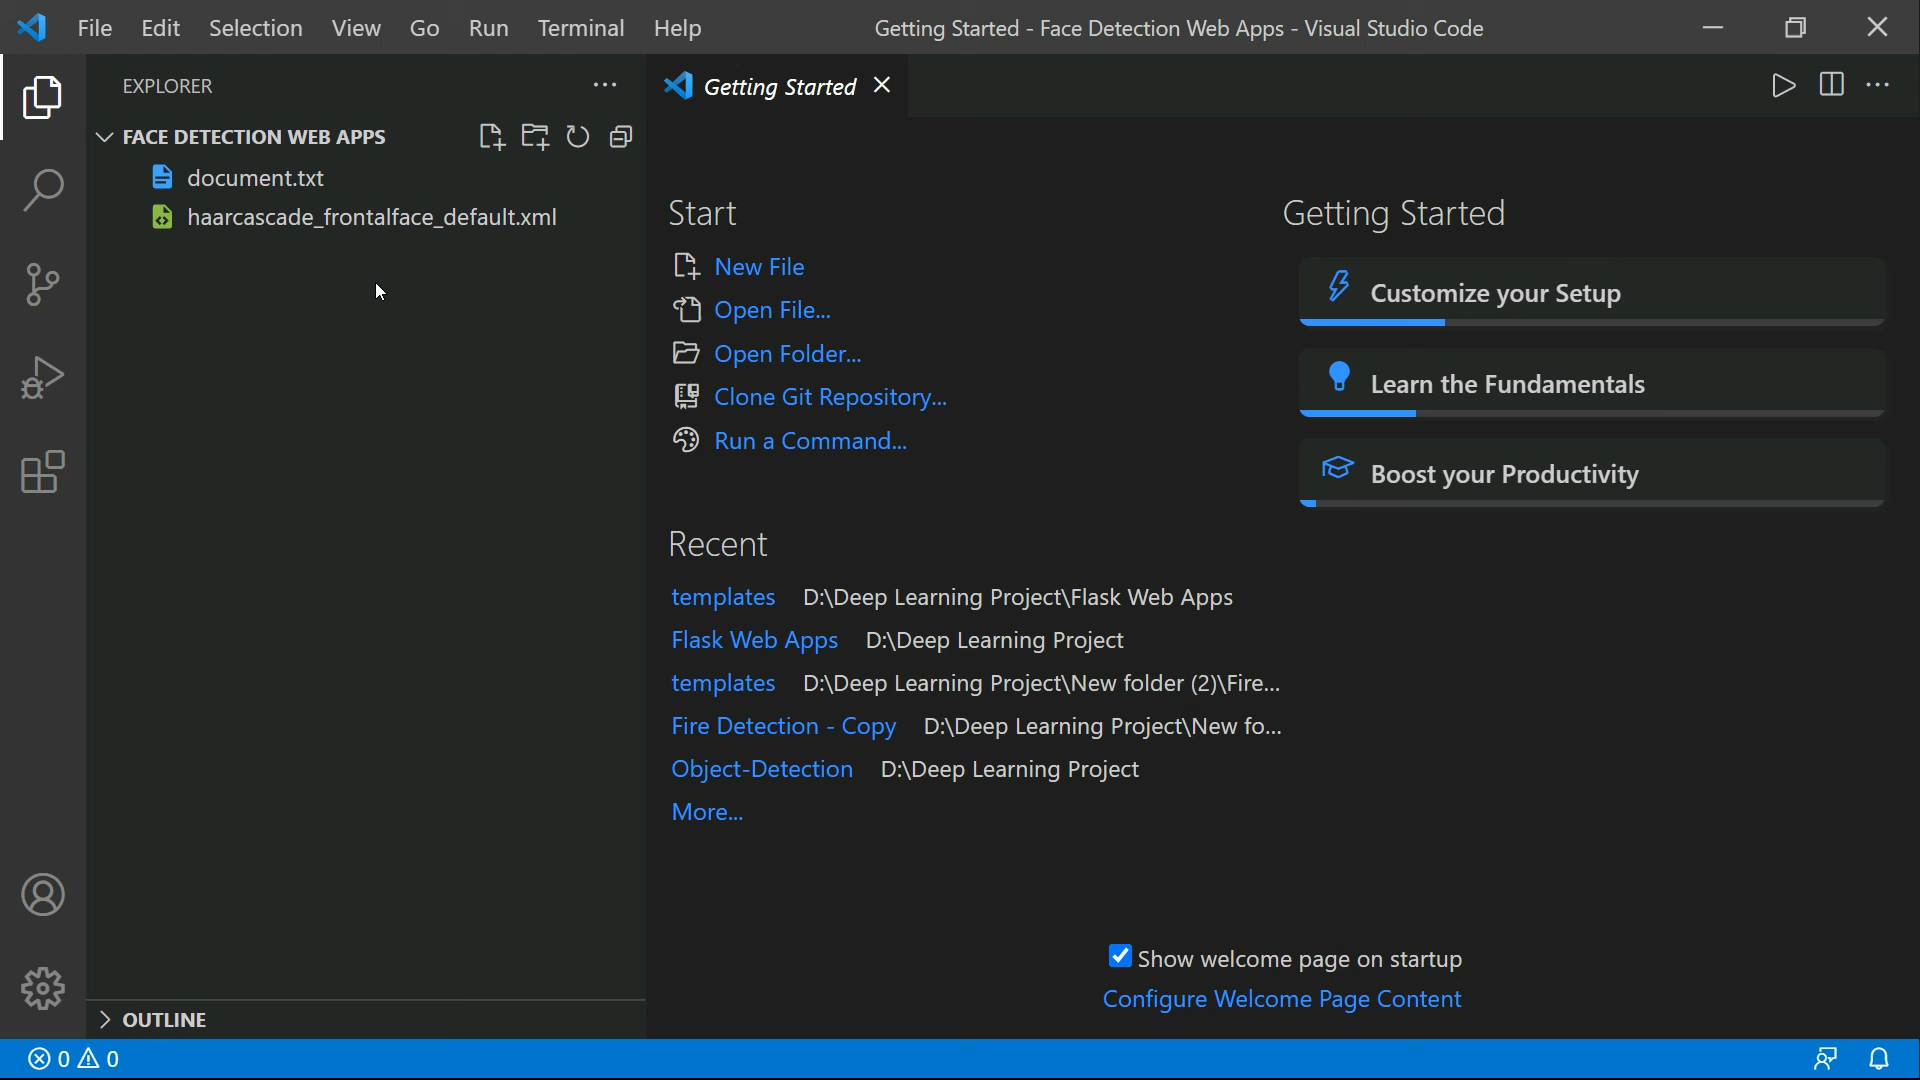 File Edit Selection View Go Run Terminal Help
Getting Started - Face Detection Web Apps - Visual Studio Code
EXPLORER
FACE DETECTION WEB APPS
document.txt
haarcascade_frontalface_default.xml
OUTLINE
Getting Started
Start
New File
Open File...
Open Folder...
Clone Git Repository...
Run a Command...
Recent
templates D:\Deep Learning Project\Flask Web Apps
Flask Web Apps D:\Deep Learning Project
templates D:\Deep Learning Project\New folder (2)\Fire...
Fire Detection - Copy D:\Deep Learning Project\New fo...
Object-Detection D:\Deep Learning Project
More...
Getting Started
Customize your Setup
Learn the Fundamentals
Boost your Productivity
Show welcome page on startup
Configure Welcome Page Content
0 0